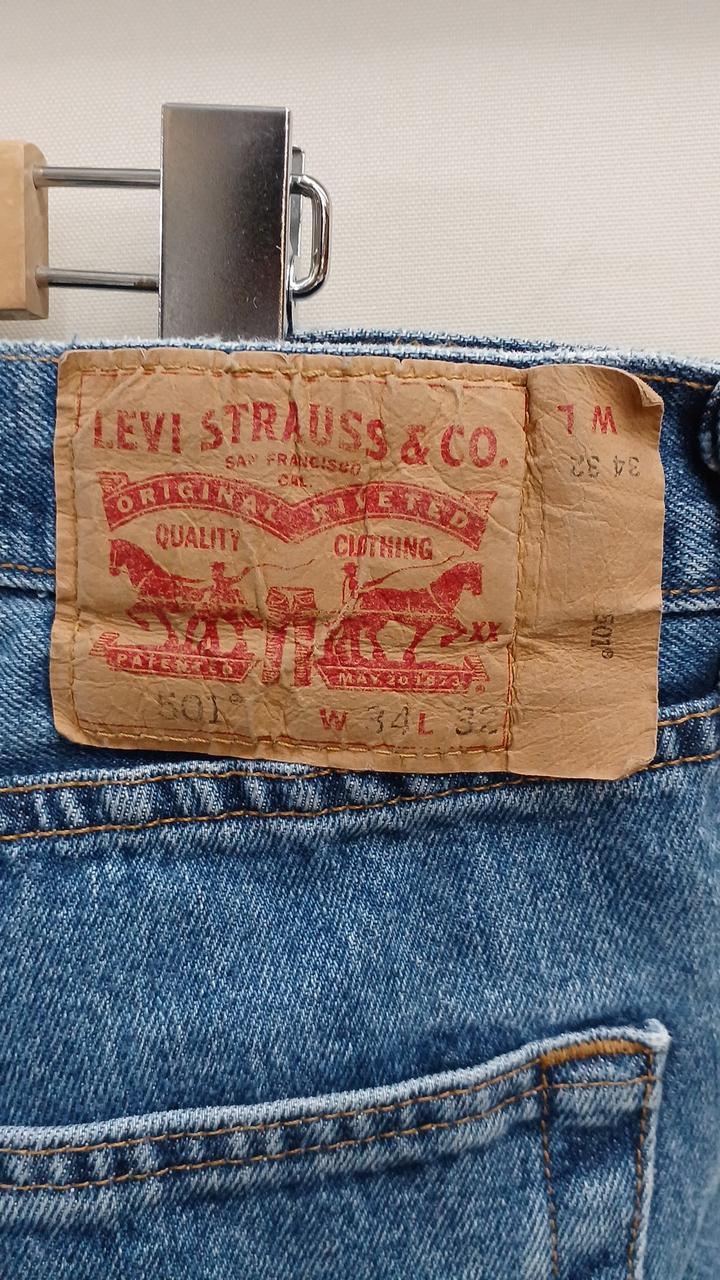 LEVI STRAUSS & CO.
SAN FRANCISCO
CAL.
ORIGINAL RIVETED
QUALITY CLOTHING
XX
PATENTED MAY 20 1873 ®
501® W 34 L 32
W L
34 32
501®